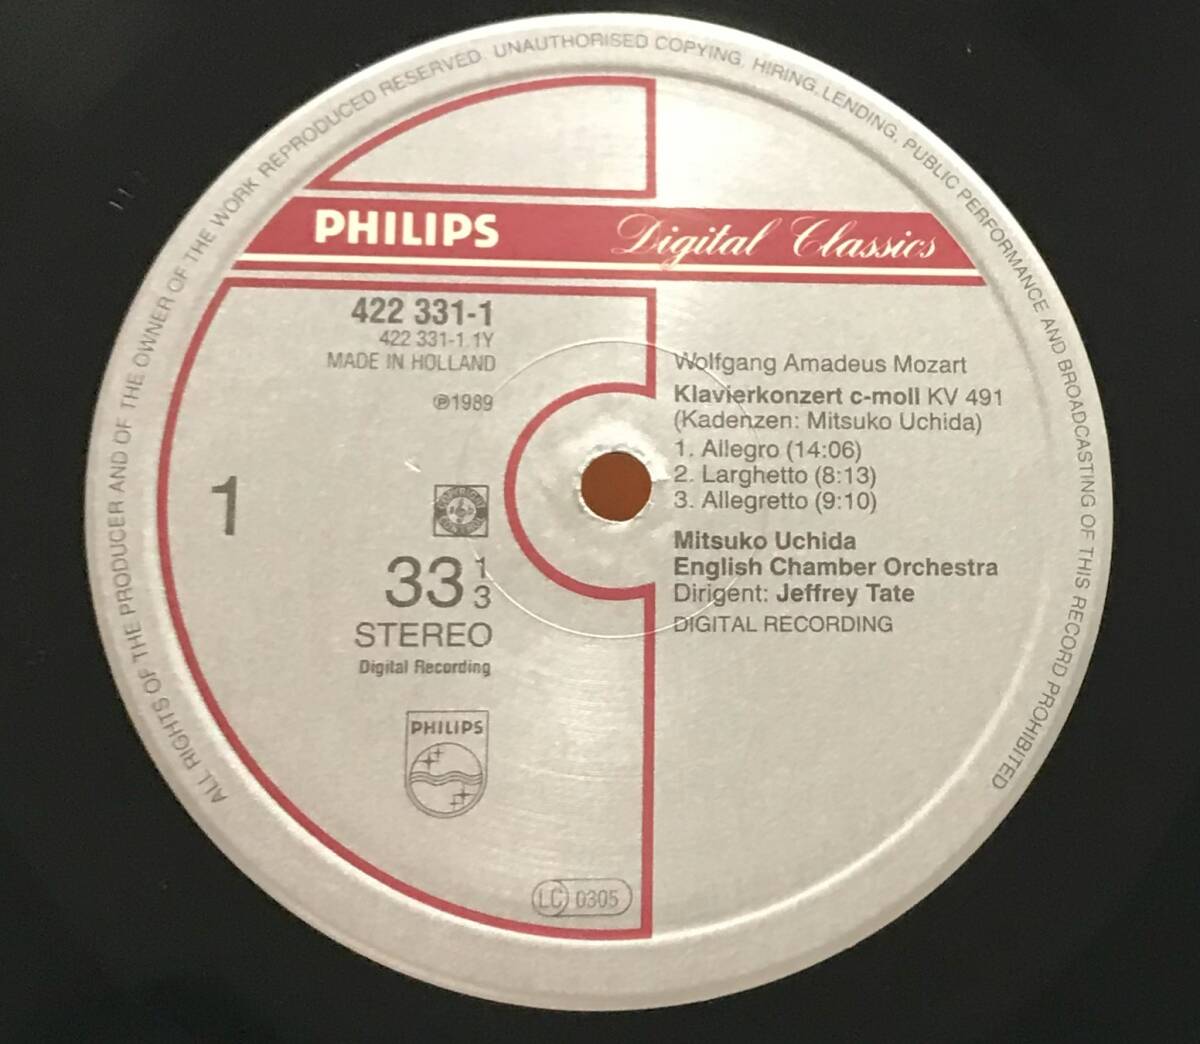 ALL RIGHTS OF THE PRODUCER AND OF THE OWNER OF THE WORK REPRODUCED RESERVED. UNAUTHORISED COPYING, HIRING, LENDING, PUBLIC PERFORMANCE AND BROADCASTING OF THIS RECORD PROHIBITED
PHILIPS
Digital Classics
422 331-1
422 331-1.1Y
MADE IN HOLLAND
℗1989
1
33 1/3
STEREO
Digital Recording
PHILIPS
LC 0305
Wolfgang Amadeus Mozart
Klavierkonzert c-moll KV 491
(Kadenzen: Mitsuko Uchida)
1. Allegro (14:06)
2. Larghetto (8:13)
3. Allegretto (9:10)
Mitsuko Uchida
English Chamber Orchestra
Dirigent: Jeffrey Tate
DIGITAL RECORDING